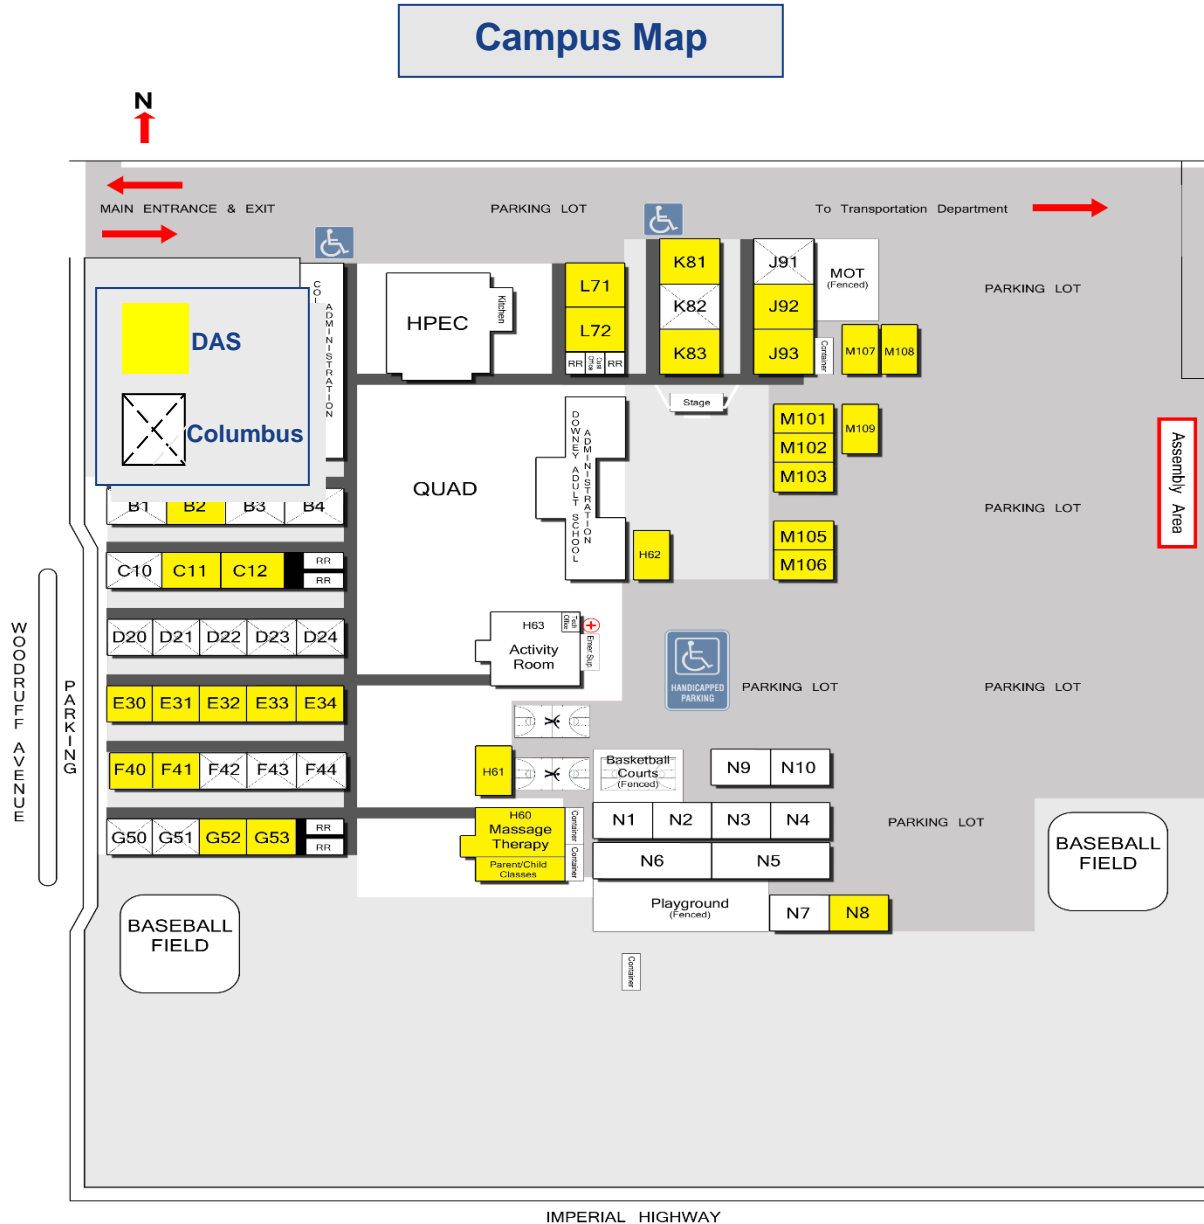 Campus Map
N
MAIN ENTRANCE & EXIT
PARKING LOT
To Transportation Department
DAS
Columbus
ADMINISTRATION
HPEC
Kitchen
L71
L72
RR
RR
K81
K82
K83
J91
J92
J93
MOT
(Fenced)
Container
M107
M108
PARKING LOT
Stage
M101
M102
M103
M109
Assembly Area
QUAD
DOWNEY ADULT SCHOOL
ADMINISTRATION
H62
M105
M106
PARKING LOT
B1
B2
B3
B4
C10
C11
C12
RR
RR
D20
D21
D22
D23
D24
H63
Tech
Office
Activity
Room
Emer Sup.
HANDICAPPED
PARKING
PARKING LOT
PARKING LOT
WOODRUFF AVENUE
PARKING
E30
E31
E32
E33
E34
F40
F41
F42
F43
F44
H61
Basketball
Courts
(Fenced)
N9
N10
G50
G51
G52
G53
RR
RR
H60
Massage
Therapy
Parent/Child
Classes
Container
Container
N1
N2
N3
N4
N6
N5
PARKING LOT
BASEBALL
FIELD
Playground
(Fenced)
N7
N8
BASEBALL
FIELD
Container
IMPERIAL HIGHWAY